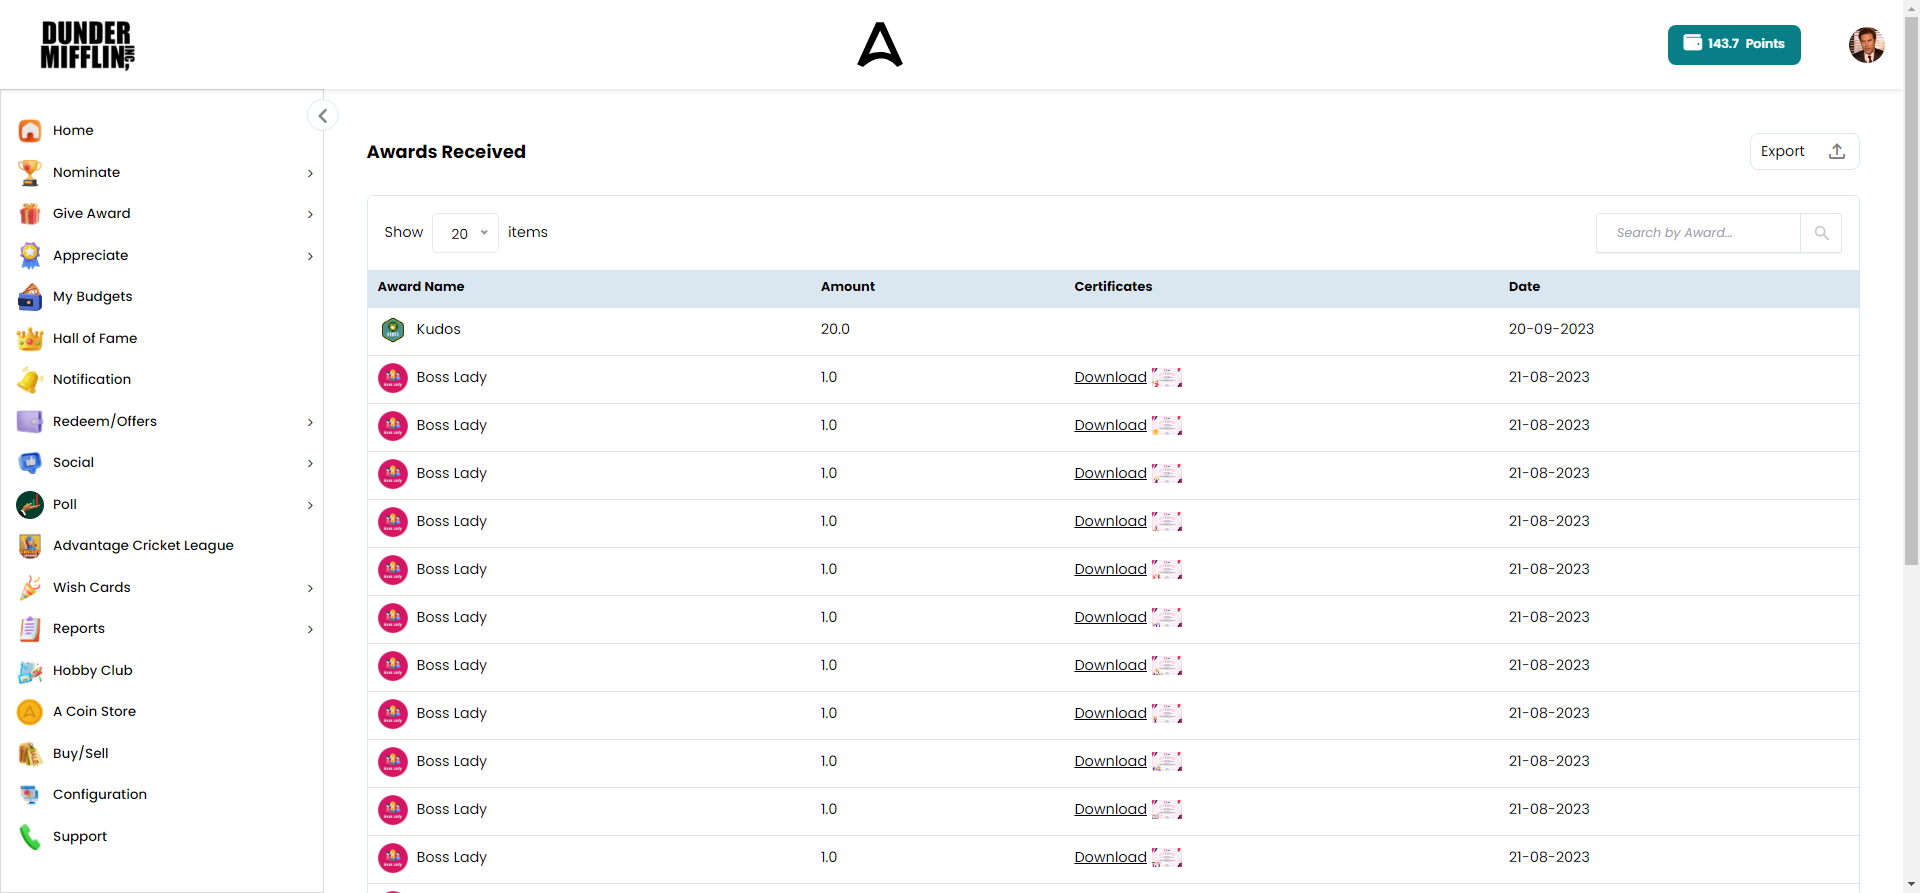 DUNDER
MIFFLIN, INC
143.7 Points
Home
Nominate
Give Award
Appreciate
My Budgets
Hall of Fame
Notification
Redeem/Offers
Social
Poll
Advantage Cricket League
Wish Cards
Reports
Hobby Club
A Coin Store
Buy/Sell
Configuration
Support
Awards Received
Export
Show 20 items
Search by Award...
Award Name Amount Certificates Date
Kudos 20.0 20-09-2023
Boss Lady 1.0 Download 21-08-2023
Boss Lady 1.0 Download 21-08-2023
Boss Lady 1.0 Download 21-08-2023
Boss Lady 1.0 Download 21-08-2023
Boss Lady 1.0 Download 21-08-2023
Boss Lady 1.0 Download 21-08-2023
Boss Lady 1.0 Download 21-08-2023
Boss Lady 1.0 Download 21-08-2023
Boss Lady 1.0 Download 21-08-2023
Boss Lady 1.0 Download 21-08-2023
Boss Lady 1.0 Download 21-08-2023